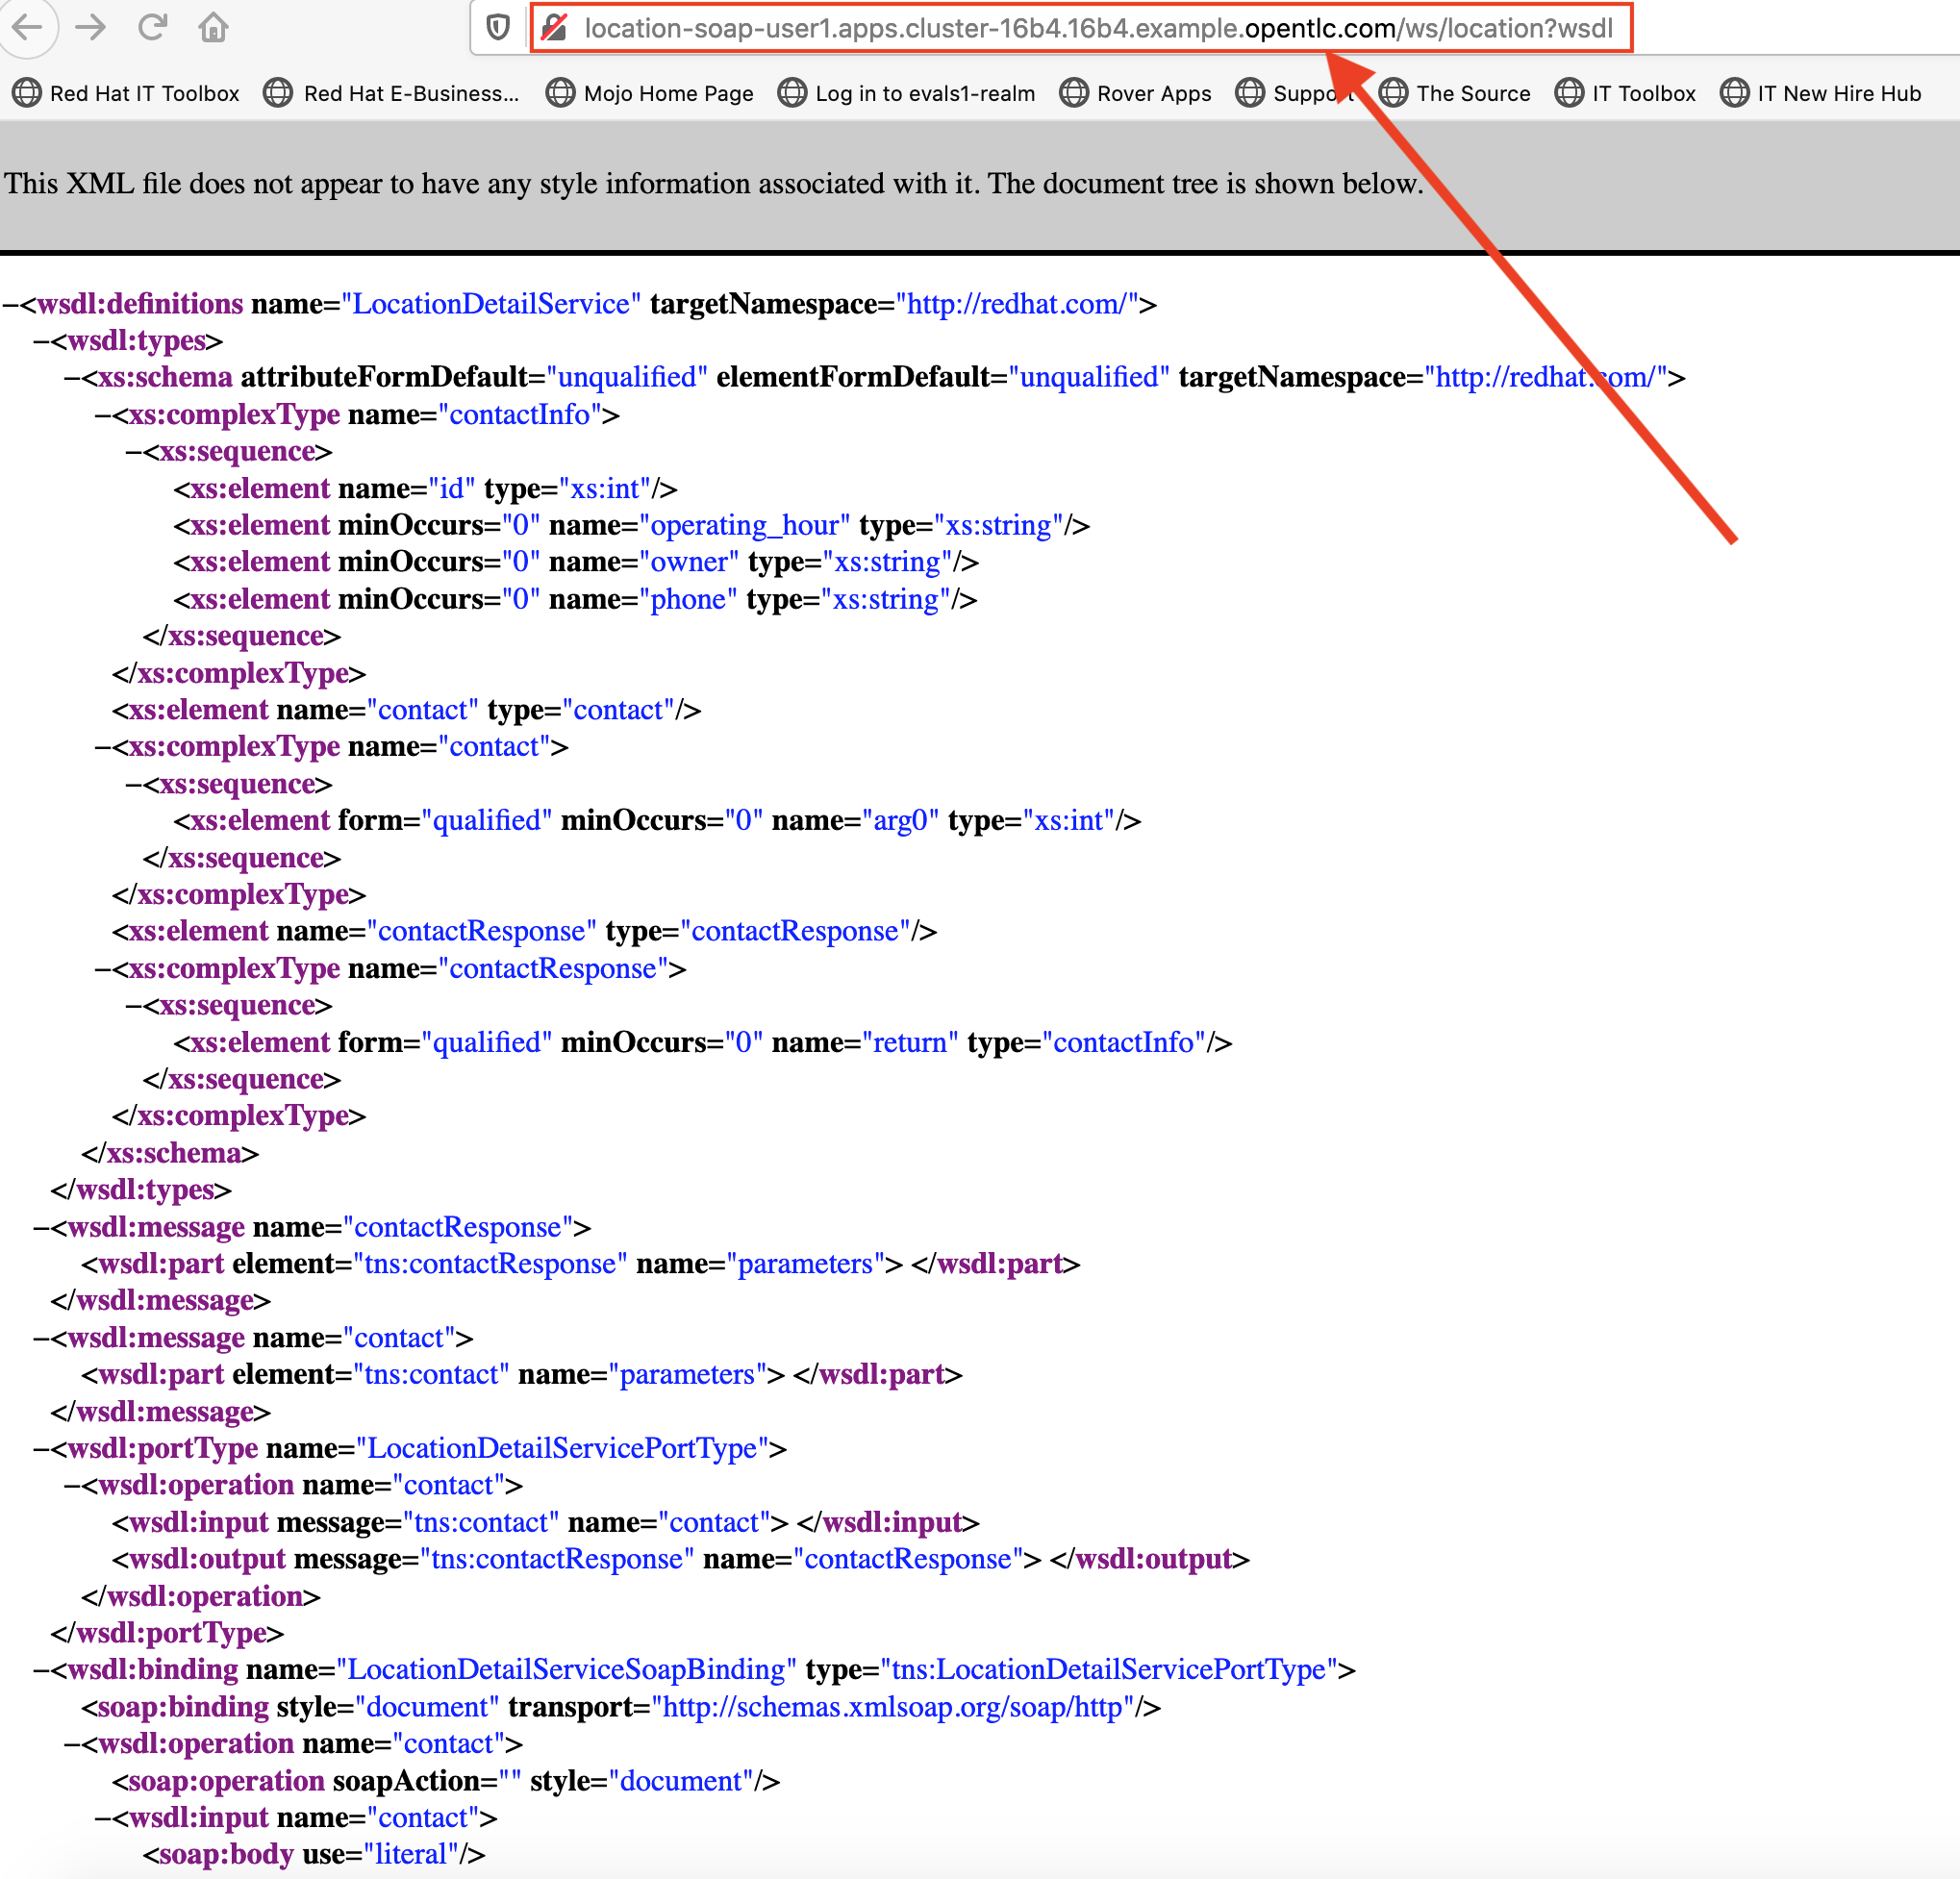 location-soap-user1.apps.cluster-16b4.16b4.example.opentlc.com/ws/location?wsdl
Red Hat IT Toolbox Red Hat E-Business... Mojo Home Page Log in to evals1-realm Rover Apps Support The Source IT Toolbox IT New Hire Hub
This XML file does not appear to have any style information associated with it. The document tree is shown below.
–<wsdl:definitions name="LocationDetailService" targetNamespace="http://redhat.com/">
–<wsdl:types>
–<xs:schema attributeFormDefault="unqualified" elementFormDefault="unqualified" targetNamespace="http://redhat.com/">
–<xs:complexType name="contactInfo">
–<xs:sequence>
<xs:element name="id" type="xs:int"/>
<xs:element minOccurs="0" name="operating_hour" type="xs:string"/>
<xs:element minOccurs="0" name="owner" type="xs:string"/>
<xs:element minOccurs="0" name="phone" type="xs:string"/>
</xs:sequence>
</xs:complexType>
<xs:element name="contact" type="contact"/>
–<xs:complexType name="contact">
–<xs:sequence>
<xs:element form="qualified" minOccurs="0" name="arg0" type="xs:int"/>
</xs:sequence>
</xs:complexType>
<xs:element name="contactResponse" type="contactResponse"/>
–<xs:complexType name="contactResponse">
–<xs:sequence>
<xs:element form="qualified" minOccurs="0" name="return" type="contactInfo"/>
</xs:sequence>
</xs:complexType>
</xs:schema>
</wsdl:types>
–<wsdl:message name="contactResponse">
<wsdl:part element="tns:contactResponse" name="parameters"> </wsdl:part>
</wsdl:message>
–<wsdl:message name="contact">
<wsdl:part element="tns:contact" name="parameters"> </wsdl:part>
</wsdl:message>
–<wsdl:portType name="LocationDetailServicePortType">
–<wsdl:operation name="contact">
<wsdl:input message="tns:contact" name="contact"> </wsdl:input>
<wsdl:output message="tns:contactResponse" name="contactResponse"> </wsdl:output>
</wsdl:operation>
</wsdl:portType>
–<wsdl:binding name="LocationDetailServiceSoapBinding" type="tns:LocationDetailServicePortType">
<soap:binding style="document" transport="http://schemas.xmlsoap.org/soap/http"/>
–<wsdl:operation name="contact">
<soap:operation soapAction="" style="document"/>
–<wsdl:input name="contact">
<soap:body use="literal"/>